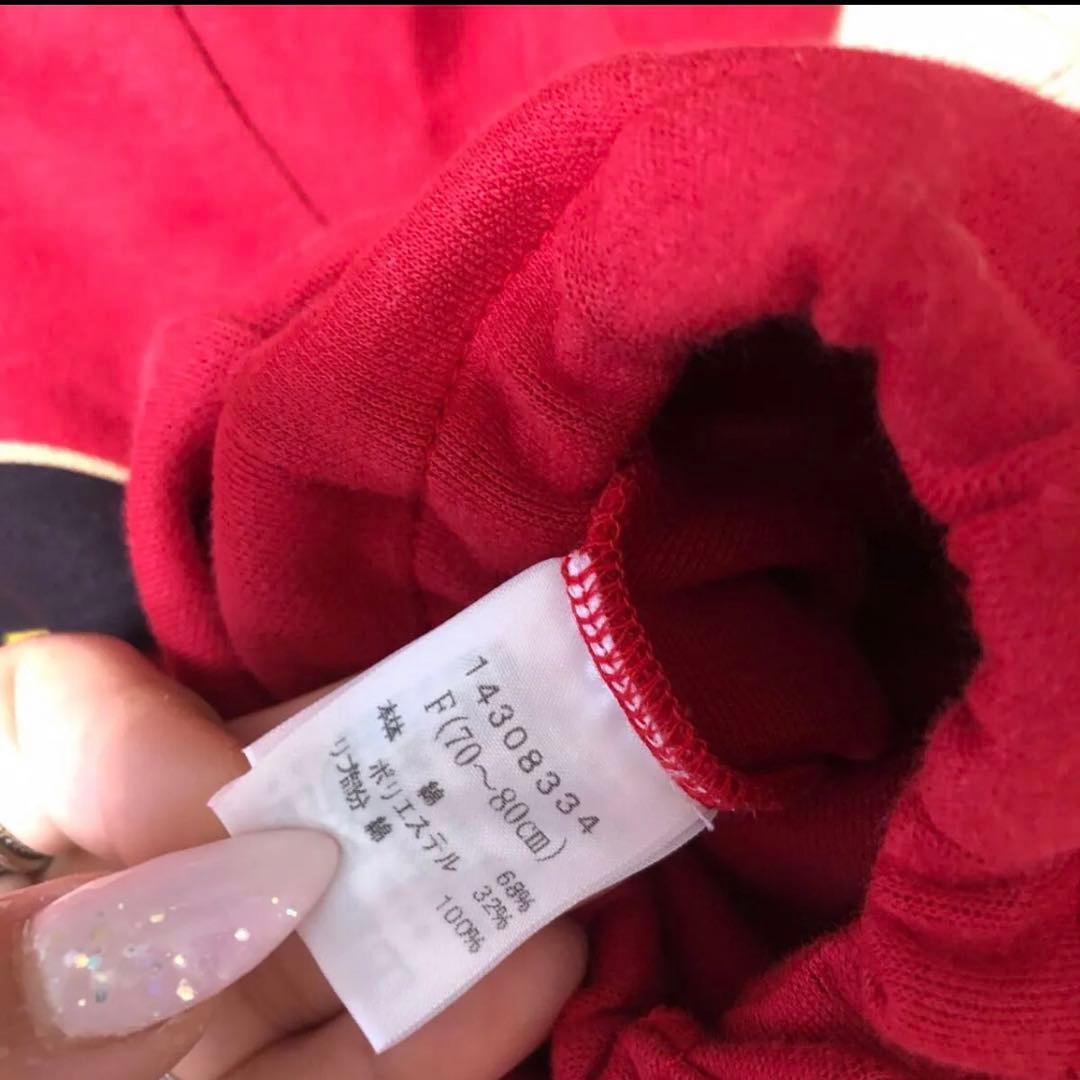 14308334
F(70～80cm)
本体 綿 68%
ポリエステル 32%
リブ部分 綿 100%